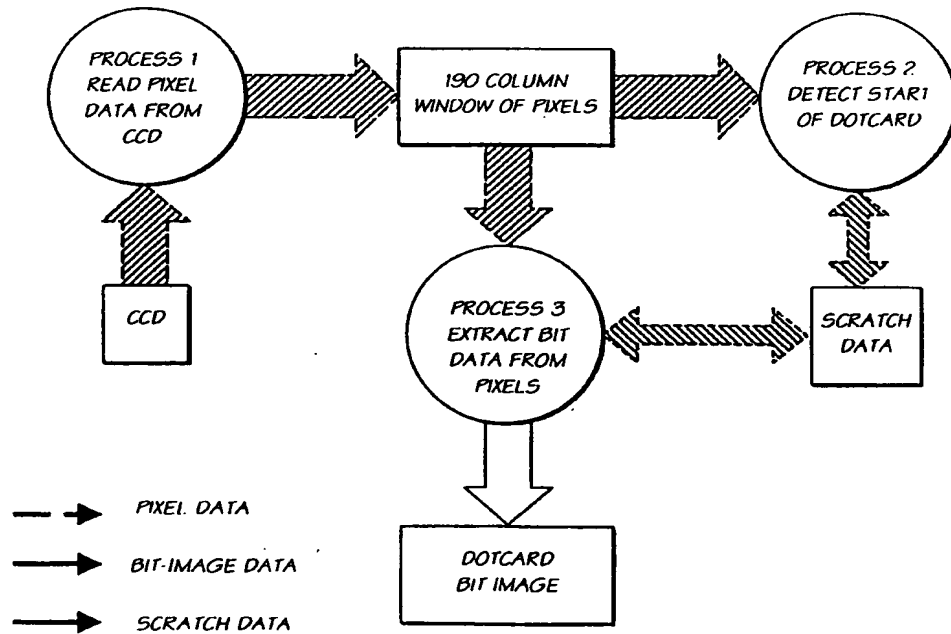 PROCESS 1
READ PIXEL
DATA FROM
CCD
190 COLUMN
WINDOW OF PIXELS
PROCESS 2.
DETECT START
OF DOTCARD
CCD
PROCESS 3
EXTRACT BIT
DATA FROM
PIXELS
SCRATCH
DATA
DOTCARD
BIT IMAGE
PIXEL DATA
BIT-IMAGE DATA
SCRATCH DATA